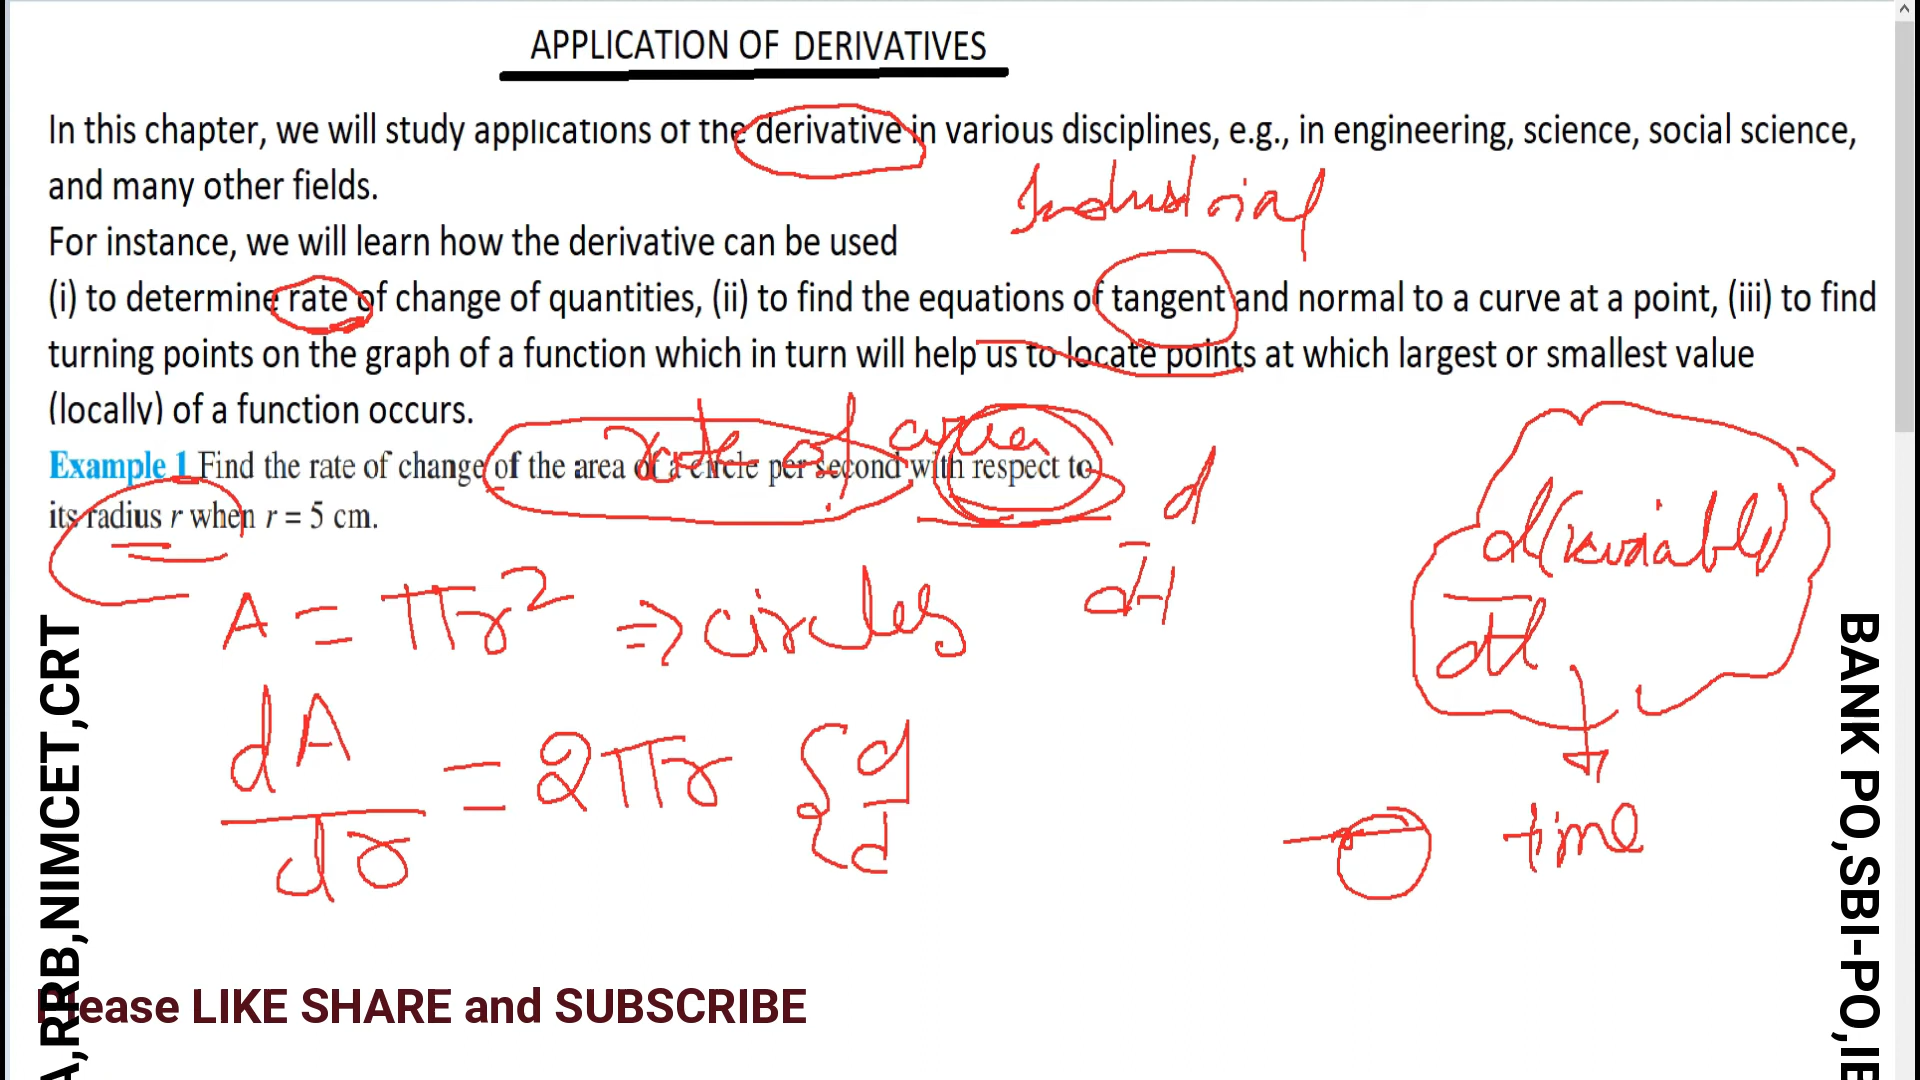 APPLICATION OF DERIVATIVES
In this chapter, we will study applications of the derivative in various disciplines, e.g., in engineering, science, social science,
and many other fields.
Industrial
For instance, we will learn how the derivative can be used
(i) to determine rate of change of quantities, (ii) to find the equations of tangent and normal to a curve at a point, (iii) to find
turning points on the graph of a function which in turn will help us to locate points at which largest or smallest value
(locally) of a function occurs.
rate of area
Example 1 Find the rate of change of the area of a circle per second with respect to
its radius r when r = 5 cm.
d
dt
d(variable)
dt
time
A = πr² => circles
dA
dr
= 2πr
{ d
d
Please LIKE SHARE and SUBSCRIBE
A,RRB,NIMCET,CRT
BANK PO,SBI-PO,IE